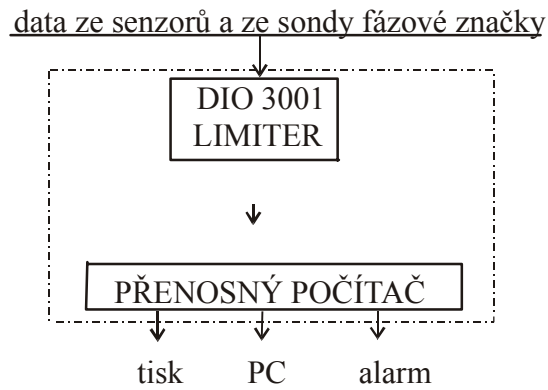 data ze senzorů a ze sondy fázové značky
DIO 3001
LIMITER
PŘENOSNÝ POČÍTAČ
tisk PC alarm